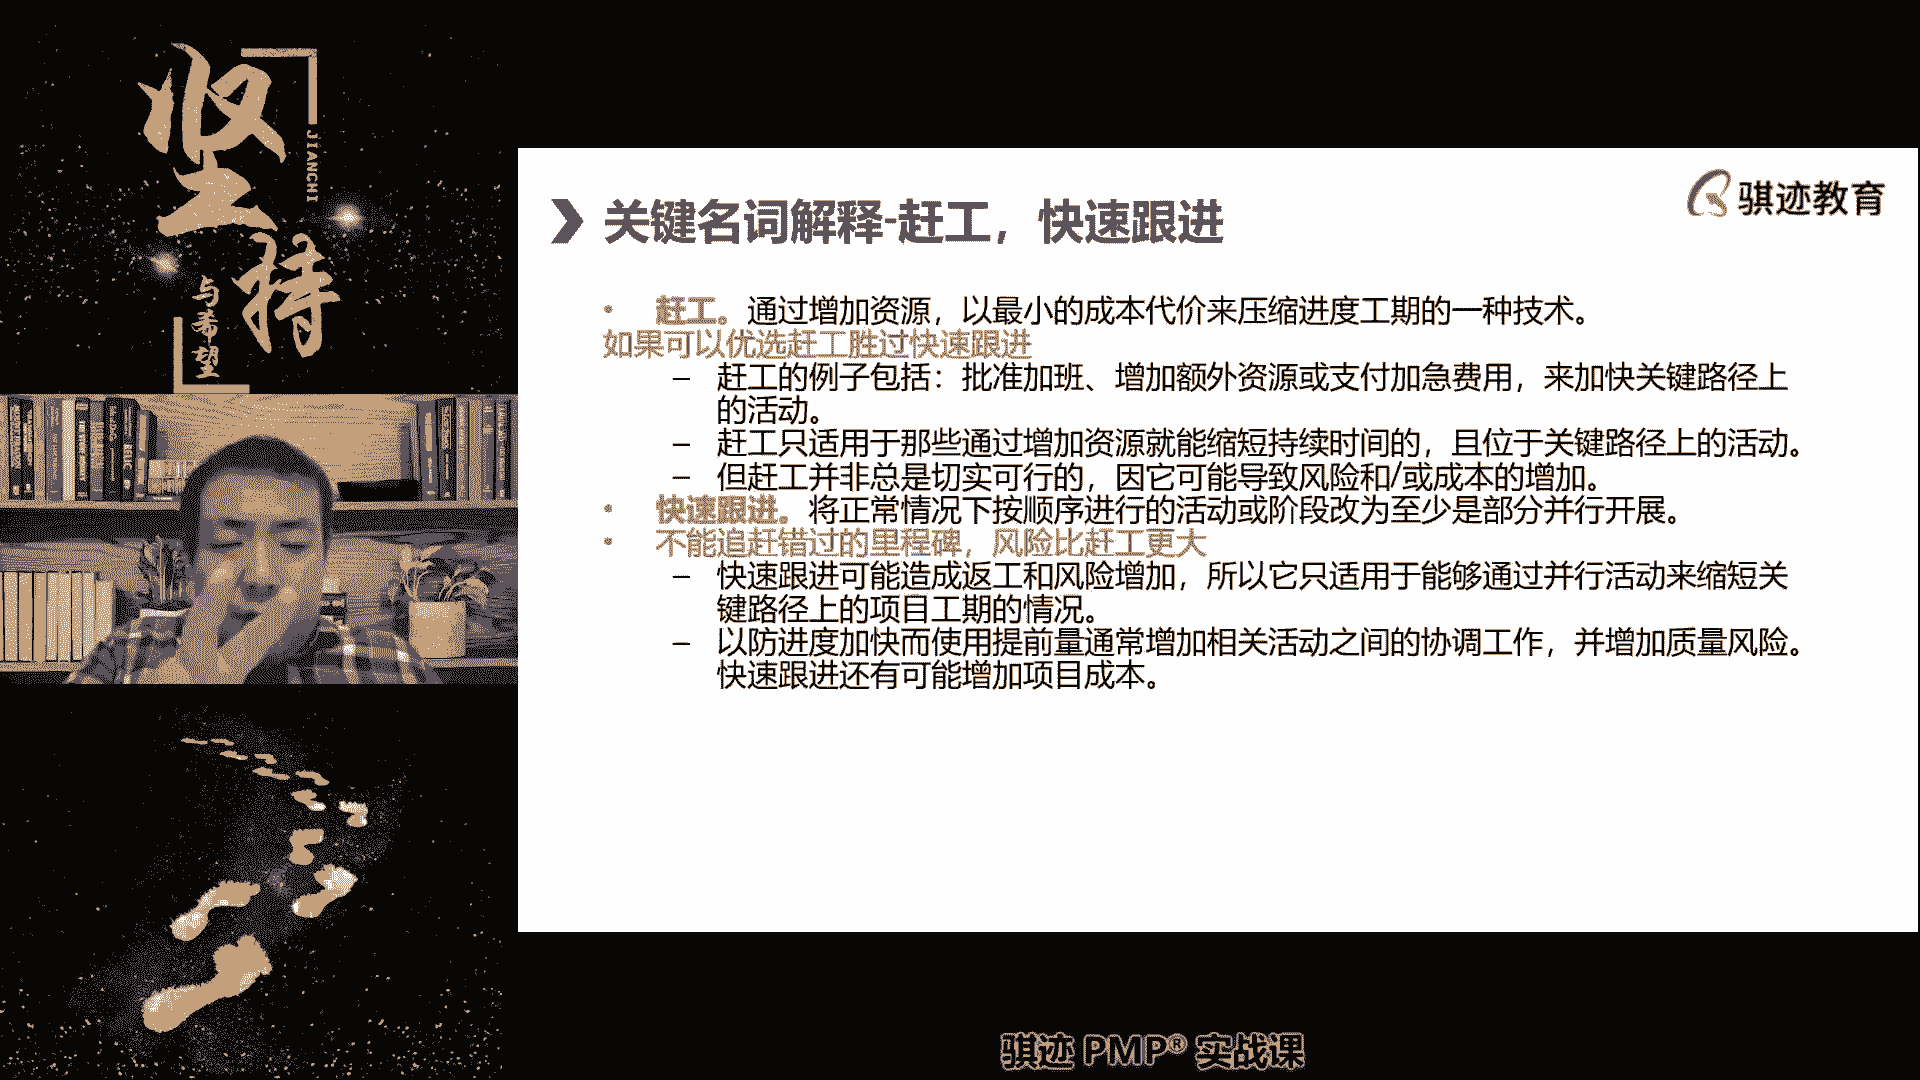 坚持
JIANCHI
与希望
骐迹教育
关键名词解释-赶工，快速跟进
• 赶工。通过增加资源，以最小的成本代价来压缩进度工期的一种技术。
如果可以优选赶工胜过快速跟进
– 赶工的例子包括：批准加班、增加额外资源或支付加急费用，来加快关键路径上
的活动。
– 赶工只适用于那些通过增加资源就能缩短持续时间的，且位于关键路径上的活动。
– 但赶工并非总是切实可行的，因它可能导致风险和/或成本的增加。
• 快速跟进。将正常情况下按顺序进行的活动或阶段改为至少是部分并行开展。
• 不能追赶错过的里程碑，风险比赶工更大
– 快速跟进可能造成返工和风险增加，所以它只适用于能够通过并行活动来缩短关
键路径上的项目工期的情况。
– 以防进度加快而使用提前量通常增加相关活动之间的协调工作，并增加质量风险。
快速跟进还有可能增加项目成本。
骐迹 PMP® 实战课